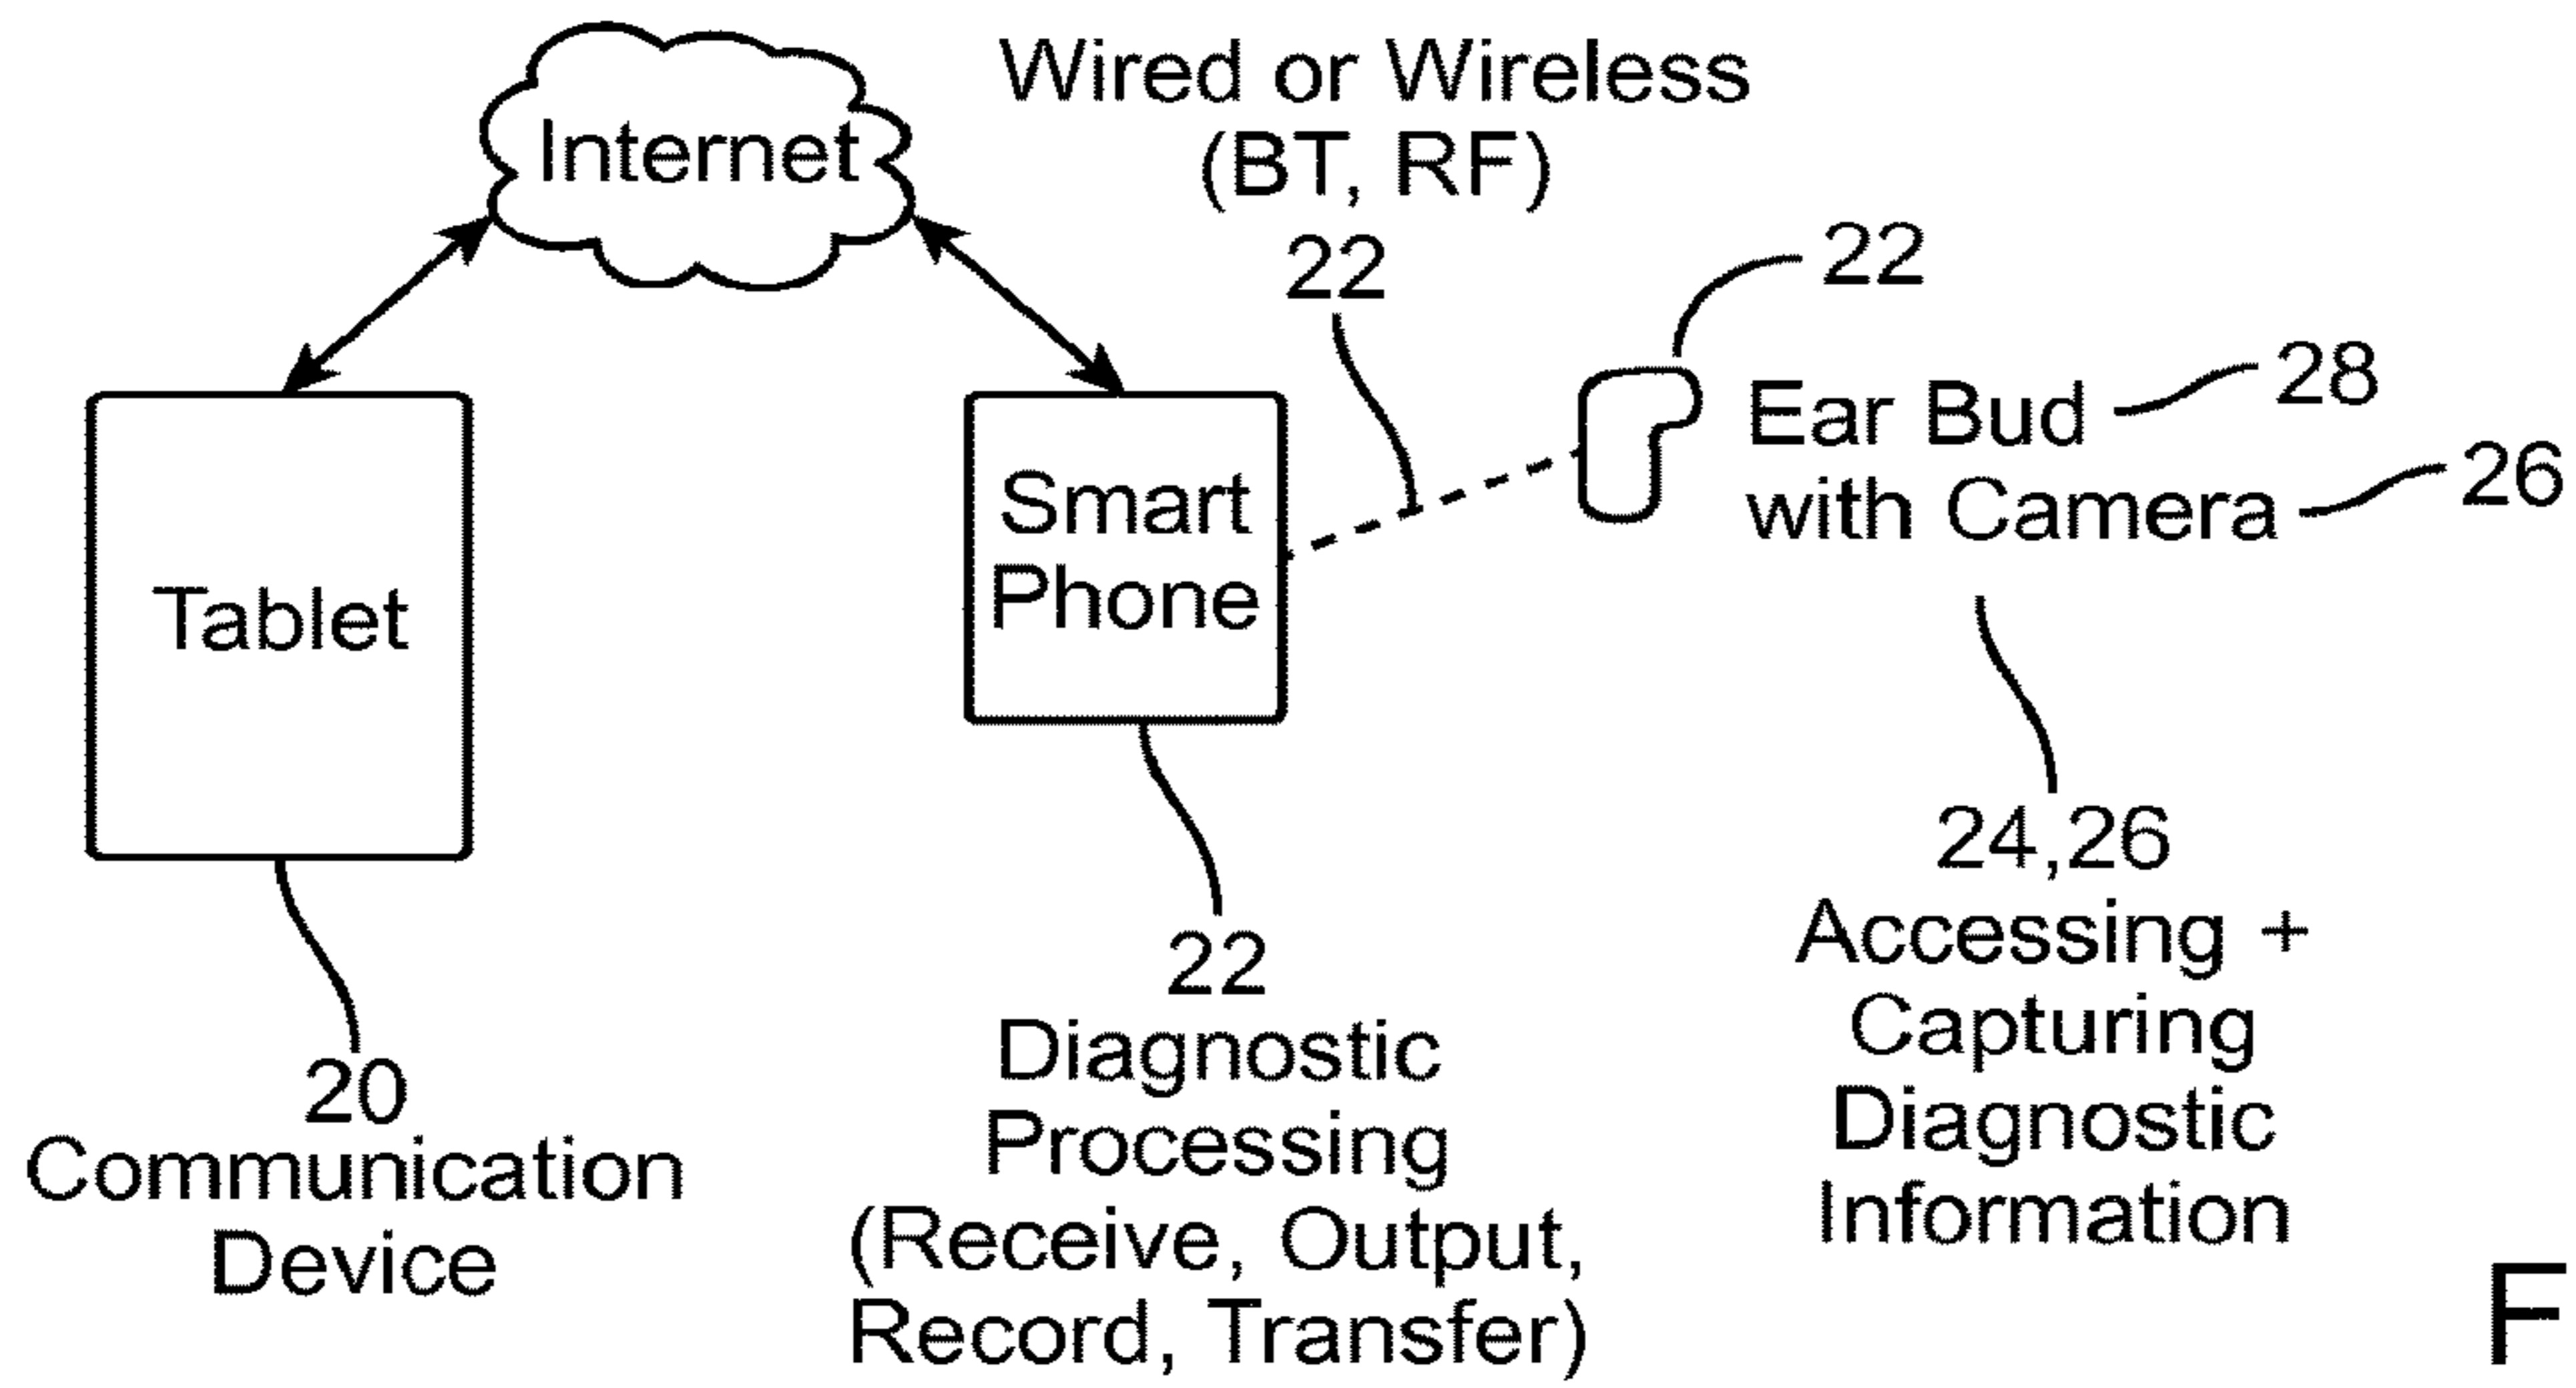 Internet
Wired or Wireless
(BT, RF)
22
22
Ear Bud 28
with Camera 26
Tablet
Smart
Phone
20
Communication
Device
22
Diagnostic
Processing
(Receive, Output,
Record, Transfer)
24,26
Accessing +
Capturing
Diagnostic
Information
F